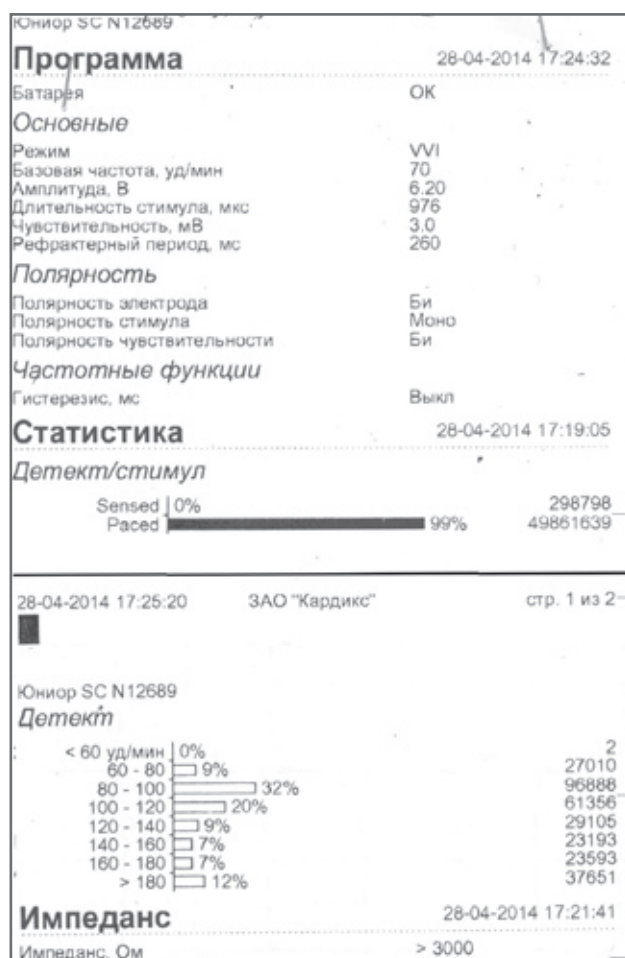 Юниор SC N12689
Программа 28-04-2014 17:24:32
Батарея ОК
Основные
Режим VVI
Базовая частота, уд/мин 70
Амплитуда, В 6.20
Длительность стимула, мкс 976
Чувствительность, мВ 3.0
Рефрактерный период, мс 260
Полярность
Полярность электрода Би
Полярность стимула Моно
Полярность чувствительности Би
Частотные функции
Гистерезис, мс Выкл
Статистика 28-04-2014 17:19:05
Детект/стимул
Sensed 0% 298798
Paced 99% 49861639
28-04-2014 17:25:20 ЗАО "Кардикс" стр. 1 из 2
Юниор SC N12689
Детект
< 60 уд/мин 0% 2
60 - 80 9% 27010
80 - 100 32% 96888
100 - 120 20% 61356
120 - 140 9% 29105
140 - 160 7% 23193
160 - 180 7% 23593
> 180 12% 37651
Импеданс 28-04-2014 17:21:41
Импеданс, Ом > 3000